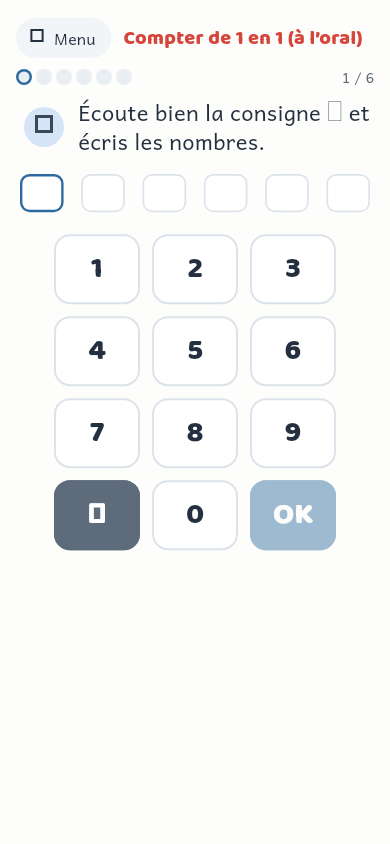 Menu
Compter de 1 en 1 (à l’oral)
1 / 6
Écoute bien la consigne et
écris les nombres.
1 2 3
4 5 6
7 8 9
0 OK